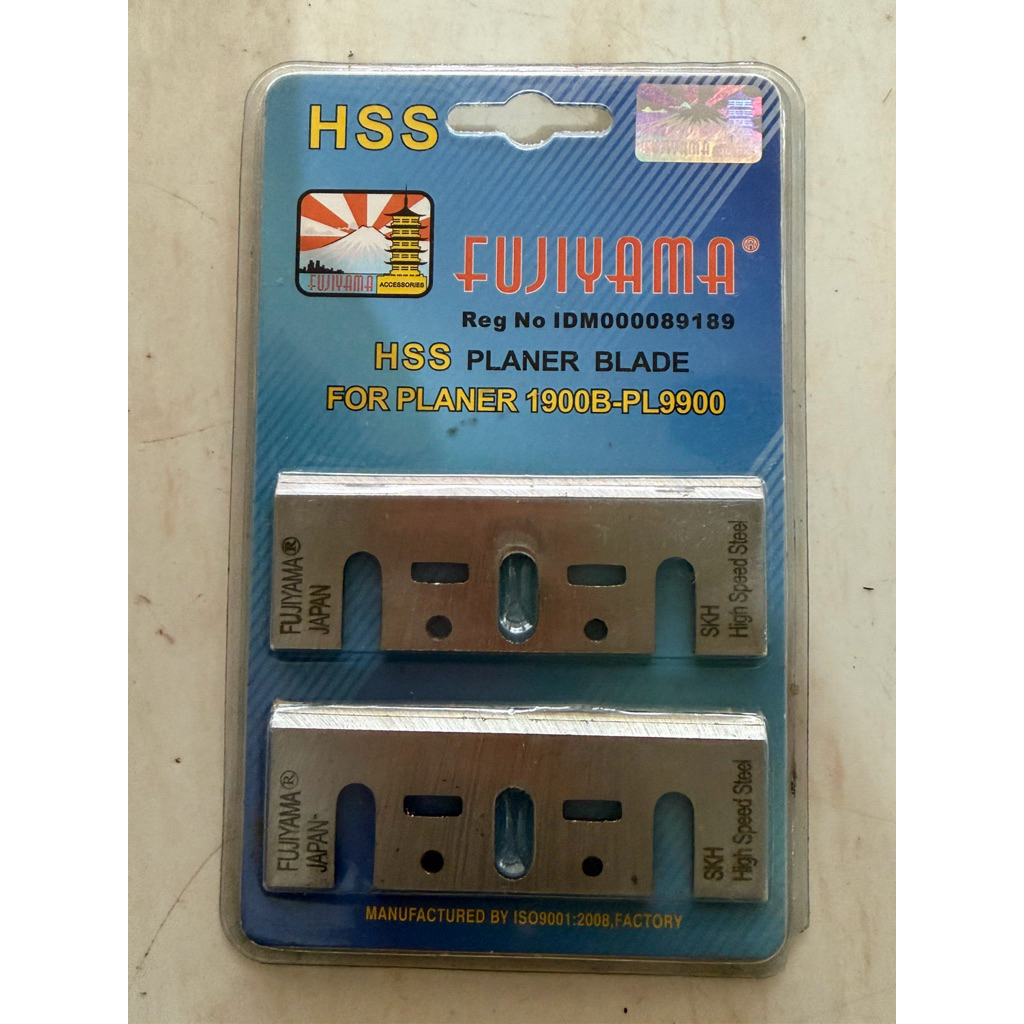 HSS
FUJIYAMA
FUJIYAMA
ACCESSORIES
FUJIYAMA®
Reg No IDM000089189
HSS PLANER BLADE
FOR PLANER 1900B-PL9900
FUJIYAMA®
JAPAN
SKH
High Speed Steel
FUJIYAMA®
JAPAN
SKH
High Speed Steel
MANUFACTURED BY ISO9001:2008,FACTORY